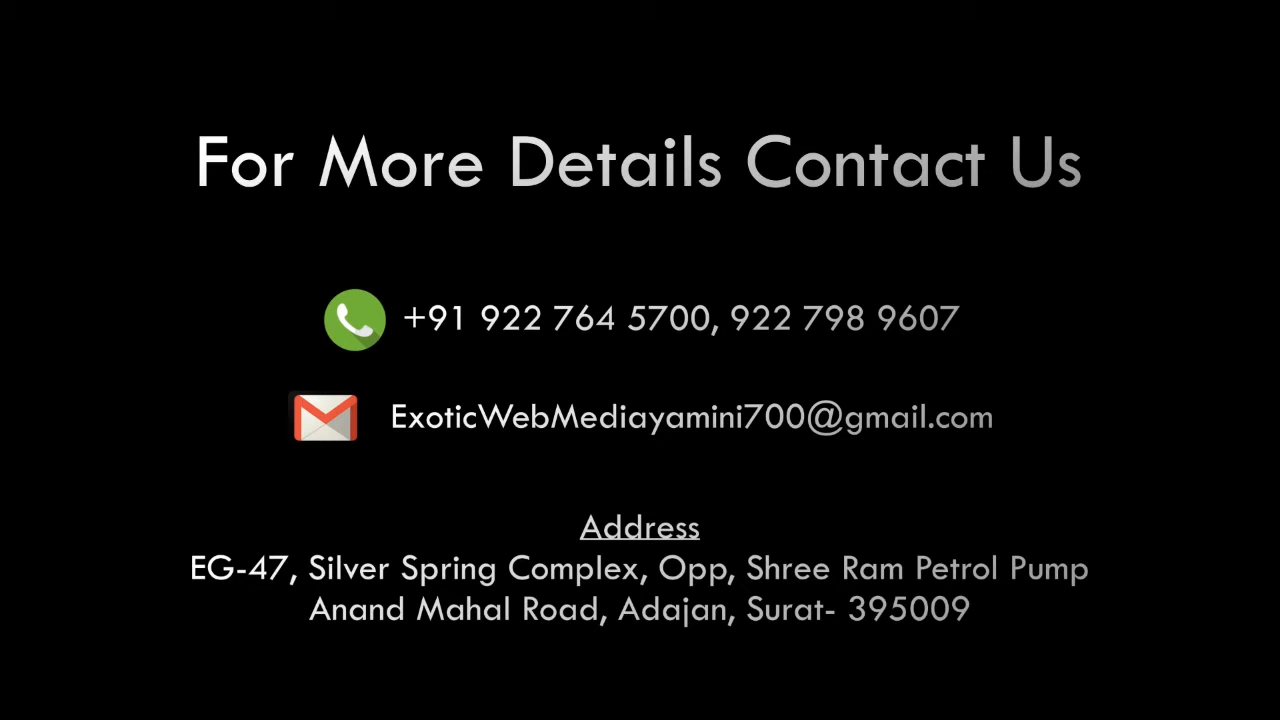 For More Details Contact Us
+91 922 764 5700, 922 798 9607
ExoticWebMediayamini700@gmail.com
Address
EG-47, Silver Spring Complex, Opp, Shree Ram Petrol Pump
Anand Mahal Road, Adajan, Surat- 395009